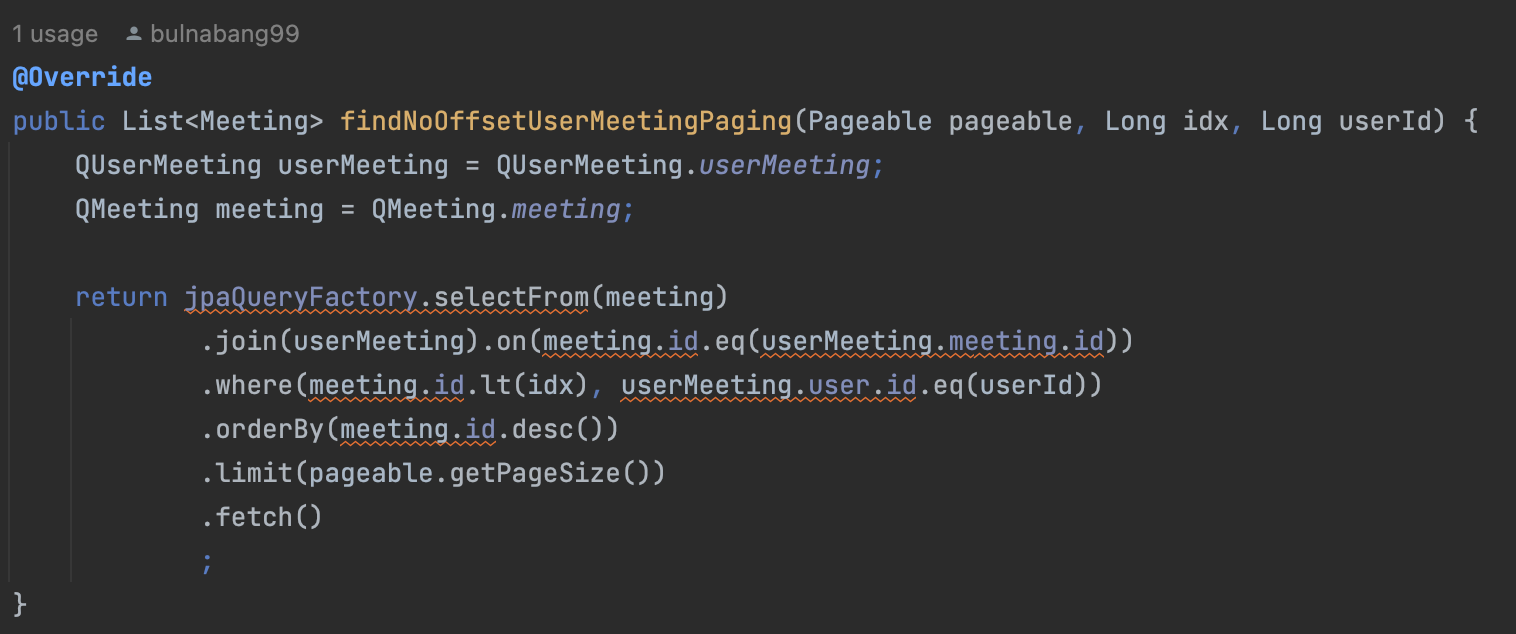 1 usage bulnabang99
@Override
public List<Meeting> findNoOffsetUserMeetingPaging(Pageable pageable, Long idx, Long userId) {
    QUserMeeting userMeeting = QUserMeeting.userMeeting;
    QMeeting meeting = QMeeting.meeting;

    return jpaQueryFactory.selectFrom(meeting)
            .join(userMeeting).on(meeting.id.eq(userMeeting.meeting.id))
            .where(meeting.id.lt(idx), userMeeting.user.id.eq(userId))
            .orderBy(meeting.id.desc())
            .limit(pageable.getPageSize())
            .fetch()
            ;
}